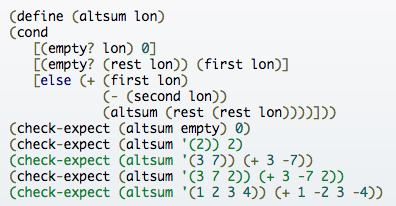 (define (altsum lon)
(cond
[(empty? lon) 0]
[(empty? (rest lon)) (first lon)]
[else (+ (first lon)
(- (second lon))
(altsum (rest (rest lon))))]))
(check-expect (altsum empty) 0)
(check-expect (altsum '(2)) 2)
(check-expect (altsum '(3 7)) (+ 3 -7))
(check-expect (altsum '(3 7 2)) (+ 3 -7 2))
(check-expect (altsum '(1 2 3 4)) (+ 1 -2 3 -4))